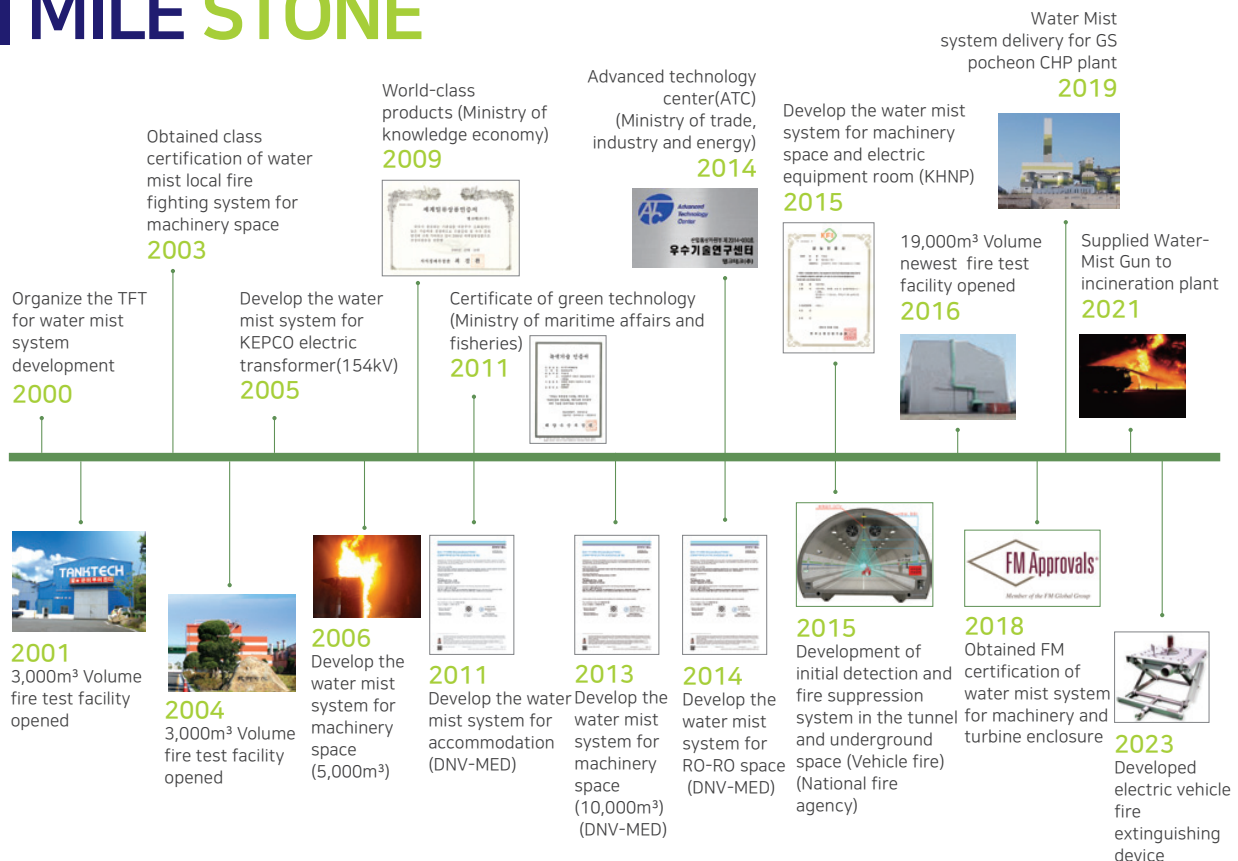 MILE STONE
Organize the TFT
for water mist
system
development
2000
Obtained class
certification of water
mist local fire
fighting system for
machinery space
2003
Develop the water
mist system for
KEPCO electric
transformer(154kV)
2005
World-class
products (Ministry of
knowledge economy)
2009
Certificate of green technology
(Ministry of maritime affairs and
fisheries)
2011
Advanced technology
center(ATC)
(Ministry of trade,
industry and energy)
2014
ATC
Advanced
Technology
Center
우수기술연구센터
Develop the water mist
system for machinery
space and electric
equipment room (KHNP)
2015
19,000m³ Volume
newest fire test
facility opened
2016
Water Mist
system delivery for GS
pocheon CHP plant
2019
Supplied Water-
Mist Gun to
incineration plant
2021
TANKTECH
2001
3,000m³ Volume
fire test facility
opened
2004
3,000m³ Volume
fire test facility
opened
2006
Develop the
water mist
system for
machinery
space
(5,000m³)
2011
Develop the water
mist system for
accommodation
(DNV-MED)
2013
Develop the
water mist
system for
machinery
space
(10,000m³)
(DNV-MED)
2014
Develop the
water mist
system for
RO-RO space
(DNV-MED)
2015
Development of
initial detection and
fire suppression
system in the tunnel
and underground
space (Vehicle fire)
(National fire
agency)
FM Approvals
Member of the FM Global Group
2018
Obtained FM
certification of
water mist system
for machinery and
turbine enclosure
2023
Developed
electric vehicle
fire
extinguishing
device